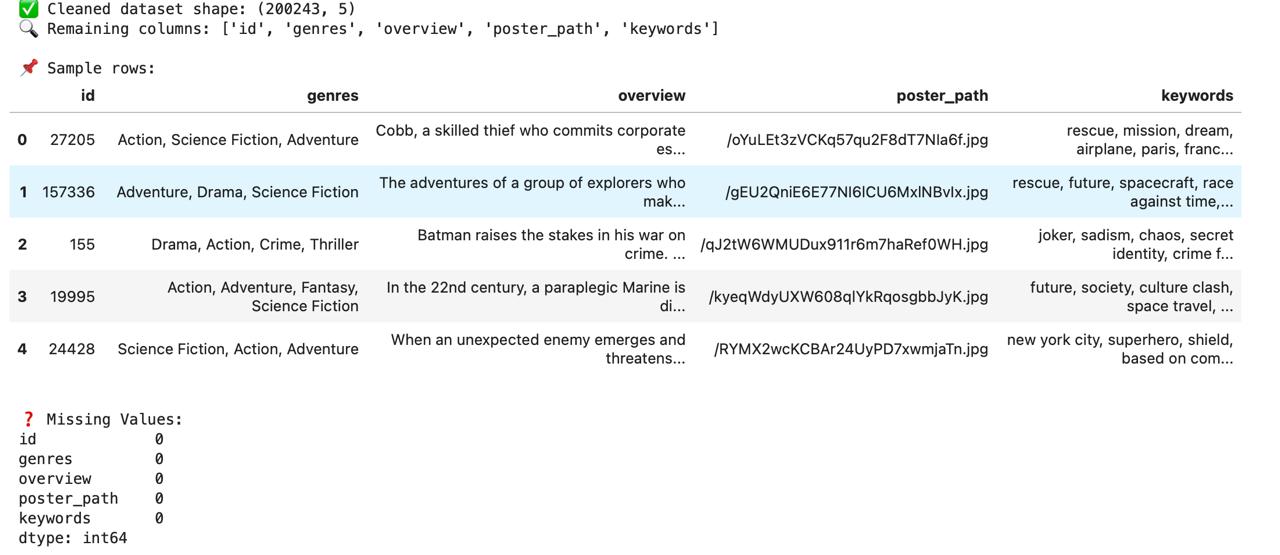 ✅ Cleaned dataset shape: (200243, 5)
🔍 Remaining columns: ['id', 'genres', 'overview', 'poster_path', 'keywords']
📌 Sample rows:
id genres overview poster_path keywords
0 27205 Action, Science Fiction, Adventure Cobb, a skilled thief who commits corporate es... /oYuLEt3zVCKq57qu2F8dT7NIa6f.jpg rescue, mission, dream, airplane, paris, franc...
1 157336 Adventure, Drama, Science Fiction The adventures of a group of explorers who mak... /gEU2QniE6E77NI6lCU6MxlNBvIx.jpg rescue, future, spacecraft, race against time,...
2 155 Drama, Action, Crime, Thriller Batman raises the stakes in his war on crime. ... /qJ2tW6WMUDux911r6m7haRef0WH.jpg joker, sadism, chaos, secret identity, crime f...
3 19995 Action, Adventure, Fantasy, Science Fiction In the 22nd century, a paraplegic Marine is di... /kyeqWdyUXW608qlYkRqosgbbJyK.jpg future, society, culture clash, space travel, ...
4 24428 Science Fiction, Action, Adventure When an unexpected enemy emerges and threatens... /RYMX2wcKCBAr24UyPD7xwmjaTn.jpg new york city, superhero, shield, based on com...
❓ Missing Values:
id 0
genres 0
overview 0
poster_path 0
keywords 0
dtype: int64